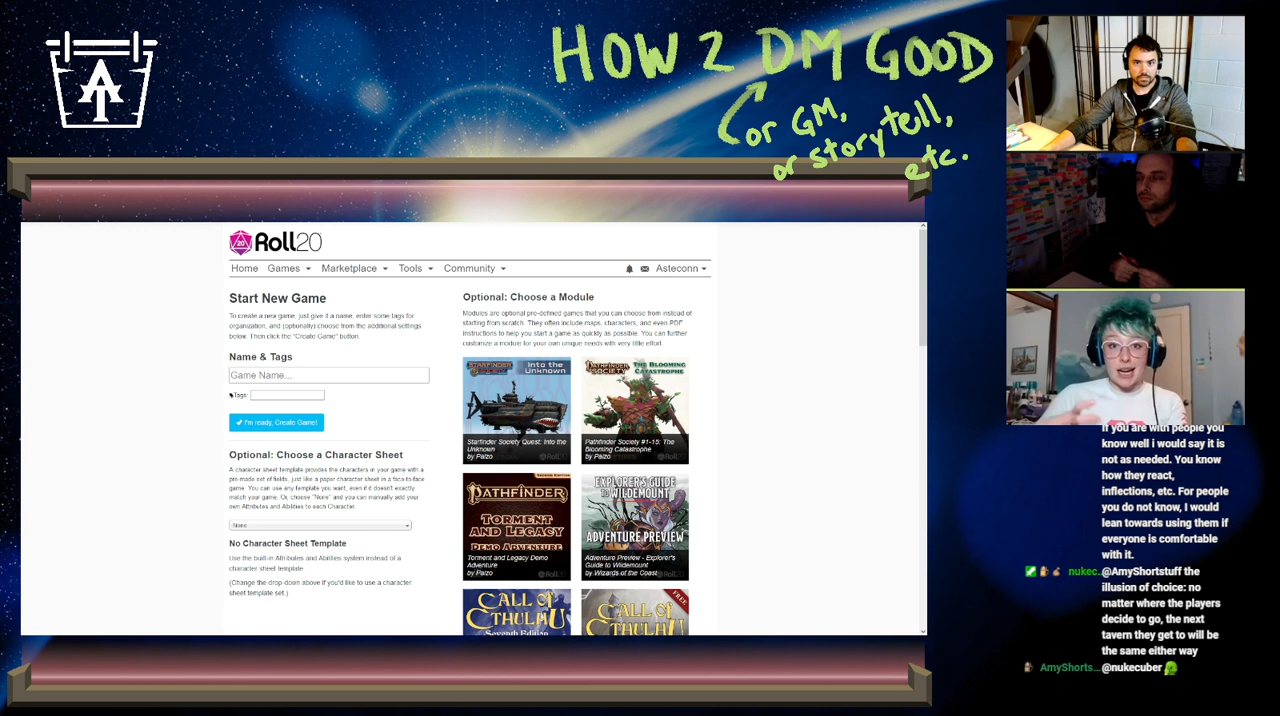 HOW 2 DM GOOD
or GM,
or storytell,
etc.
Roll20
Home Games Marketplace Tools Community Asteconn
Start New Game
To create a new game, just give it a name, enter some tags for
organization, and (optionally) choose from the additional settings
below. Then click the "Create Game" button.
Name & Tags
Game Name...
Tags:
I'm ready, Create Game!
Optional: Choose a Character Sheet
A character sheet template provides the characters in your game with a
pre-made set of fields, just like a paper character sheet in a face-to-face
game. You can use any template you want, even if it doesn't exactly
match your game. Or, choose "None" and you can manually add your
own Attributes and Abilities to each Character.
None
No Character Sheet Template
Use the built-in Attributes and Abilities system instead of a
character sheet template
(Change the drop down above if you'd like to use a character
sheet template set.)
Optional: Choose a Module
Modules are optional pre-defined games that you can choose from instead of
starting from scratch. They often include maps, characters, and even PDF
instructions to help you start a game as quickly as possible. You can further
customize a module for your own unique needs with very little effort.
Into the
Unknown
Starfinder Society Quest: Into the
Unknown
by Paizo
PATHFINDER
SOCIETY
THE BLOOMING
CATASTROPHE
Pathfinder Society #1-15: The
Blooming Catastrophe
by Paizo
PATHFINDER
TORMENT
AND LEGACY
DEMO ADVENTURE
Torment and Legacy Demo
Adventure
by Paizo
EXPLORER'S GUIDE
TO WILDEMOUNT
ADVENTURE PREVIEW
Adventure Preview - Explorer's
Guide to Wildemount
by Wizards of the Coast
CALL OF
CTHULHU
Seventh Edition
FREE
CALL OF
CTHULHU
If you are with people you
know well i would say it is
not as needed. You know
how they react,
inflections, etc. For people
you do not know, I would
lean towards using them if
everyone is comfortable
with it.
nukec... @AmyShortstuff the
illusion of choice: no
matter where the players
decide to go, the next
tavern they get to will be
the same either way
AmyShorts... @nukecuber